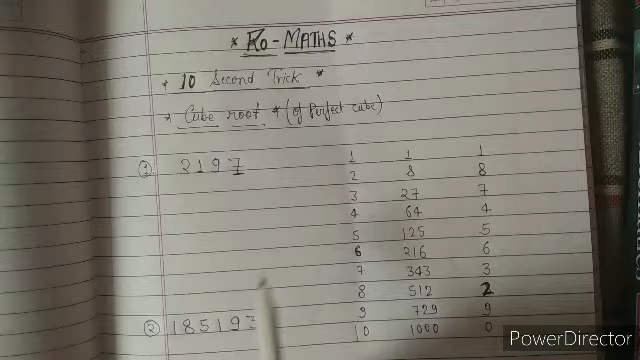 * Ro-MATHS *
* 10 Second Trick *
* Cube root * (of Perfect cube)
① 2197
1 1 1
2 8 8
3 27 7
4 64 4
5 125 5
6 216 6
7 343 3
8 512 2
② 185193
9 729 9
10 1000 0
PowerDirector